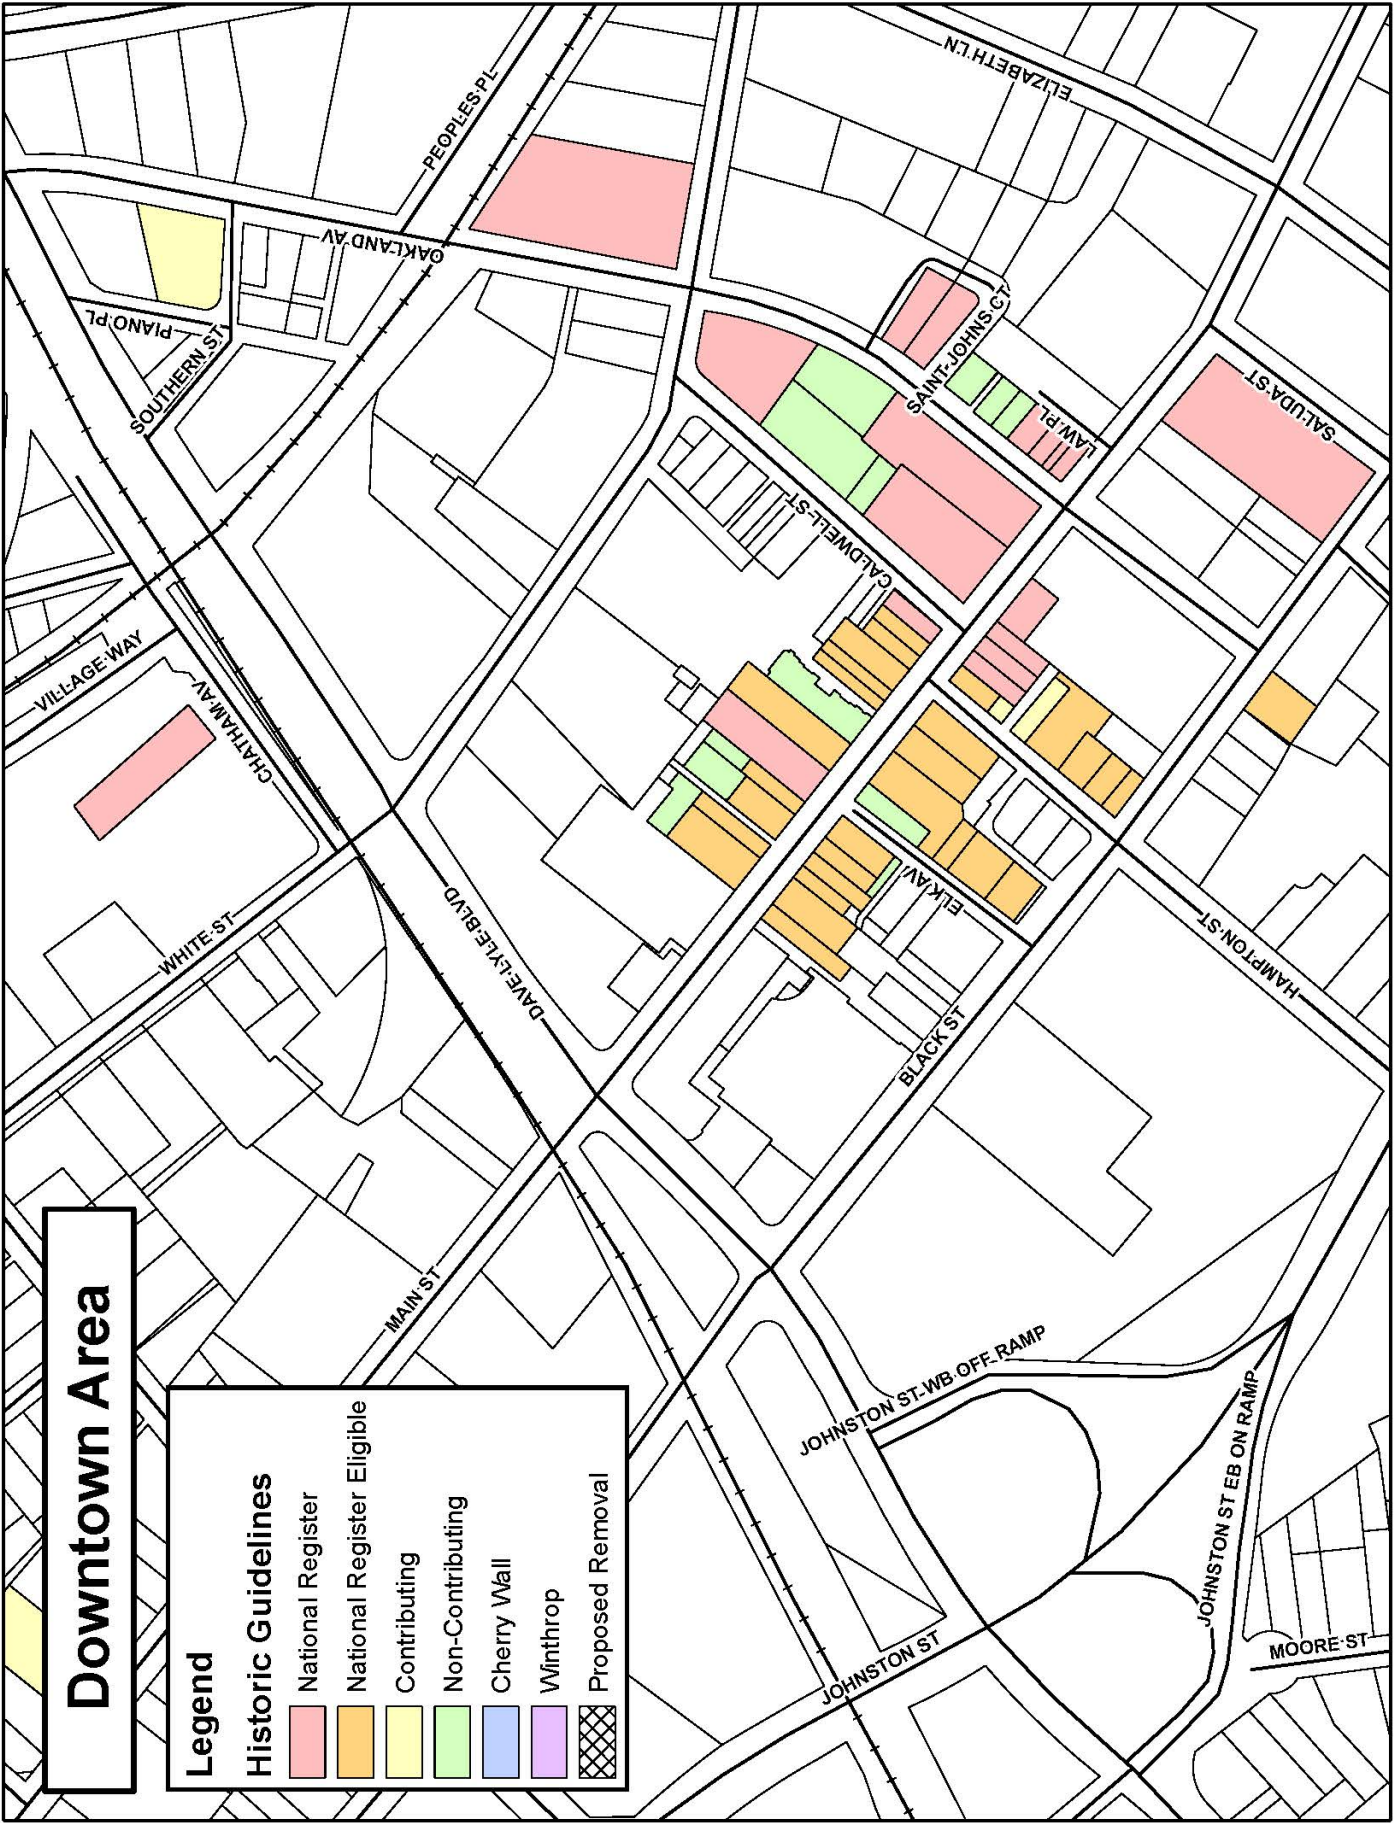 Downtown Area
Legend
Historic Guidelines
National Register
National Register Eligible
Contributing
Non-Contributing
Cherry Wall
Winthrop
Proposed Removal
PEOPLES PL
ELIZABETH LN
OAKLAND AV
PIANO PL
SOUTHERN ST
SAINT JOHNS CT
LAW PL
SALUDA ST
CALDWELL ST
VILLAGE WAY
CHATHAM AV
WHITE ST
DAVE LYLE BLVD
ELK AV
HAMPTON ST
BLACK ST
MAIN ST
JOHNSTON ST WB OFF RAMP
JOHNSTON ST EB ON RAMP
JOHNSTON ST
MOORE ST